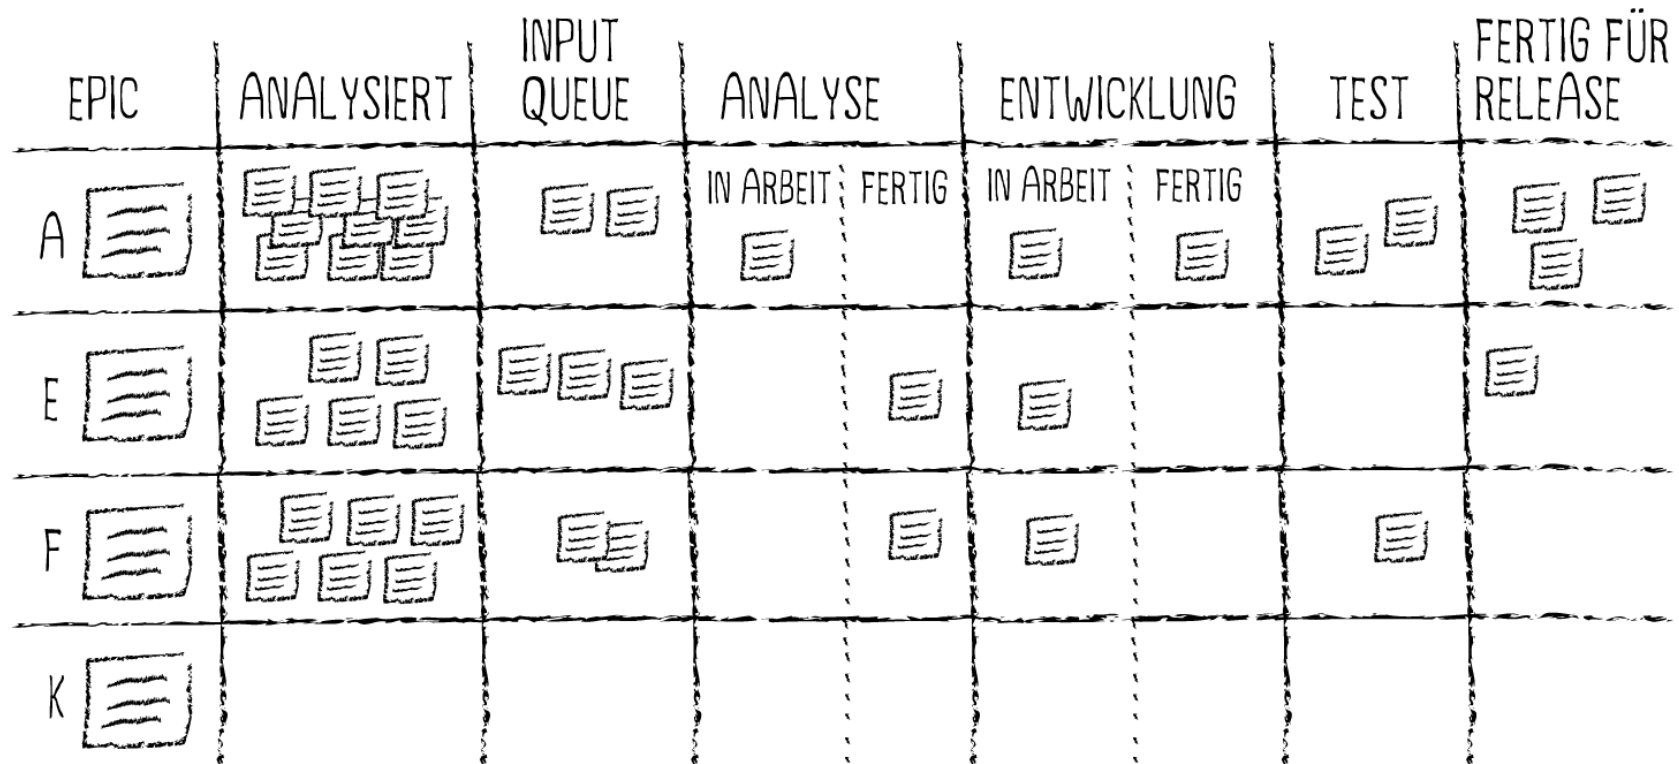 EPIC
ANALYSIERT
INPUT
QUEUE
ANALYSE
ENTWICKLUNG
TEST
FERTIG FÜR
RELEASE
IN ARBEIT
FERTIG
IN ARBEIT
FERTIG
A
E
F
K